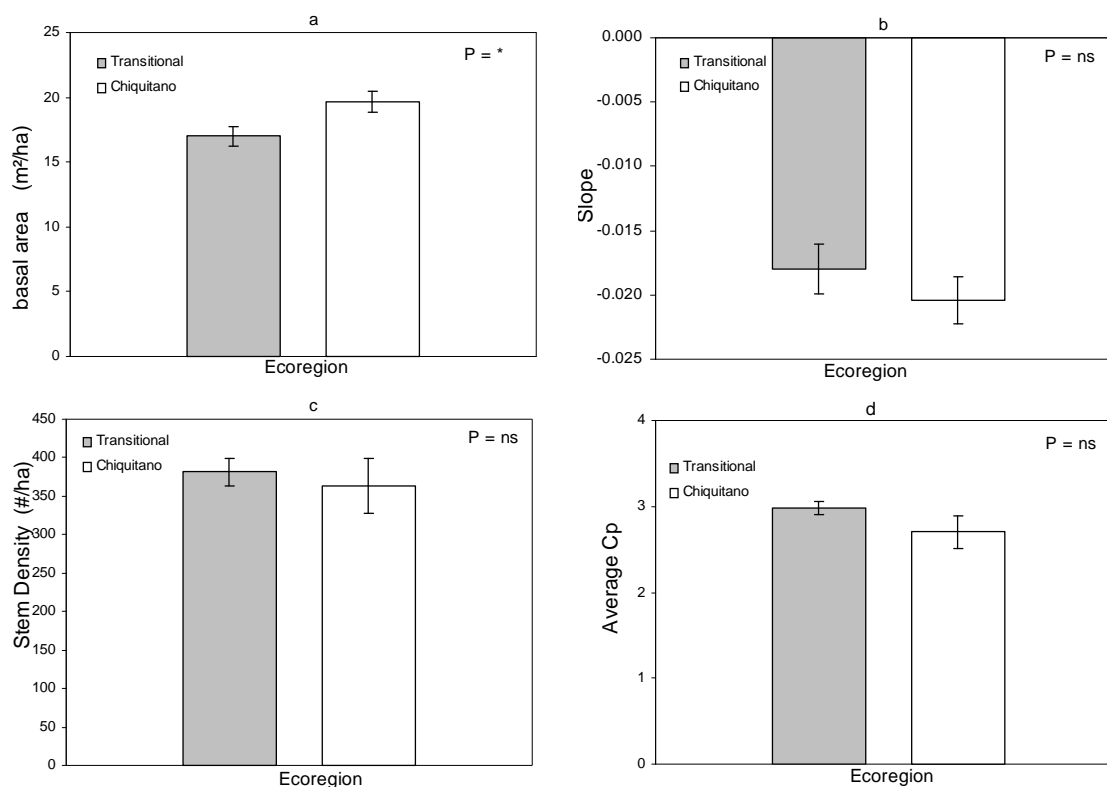 a
25
20
15
10
5
0
basal area (m²/ha)
Transitional
Chiquitano
P = *
Ecoregion
b
0.000
-0.005
-0.010
-0.015
-0.020
-0.025
Slope
Transitional
Chiquitano
P = ns
Ecoregion
c
450
400
350
300
250
200
150
100
50
0
Stem Density (#/ha)
Transitional
Chiquitano
P = ns
Ecoregion
d
4
3
2
1
0
Average Cp
Transitional
Chiquitano
P = ns
Ecoregion